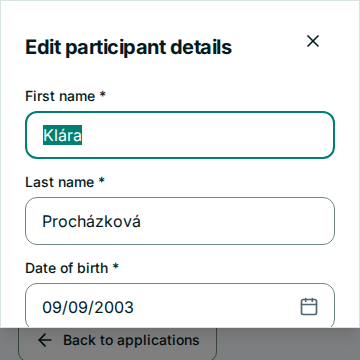 Edit participant details
First name *
Klára
Last name *
Procházková
Date of birth *
09/09/2003
Back to applications